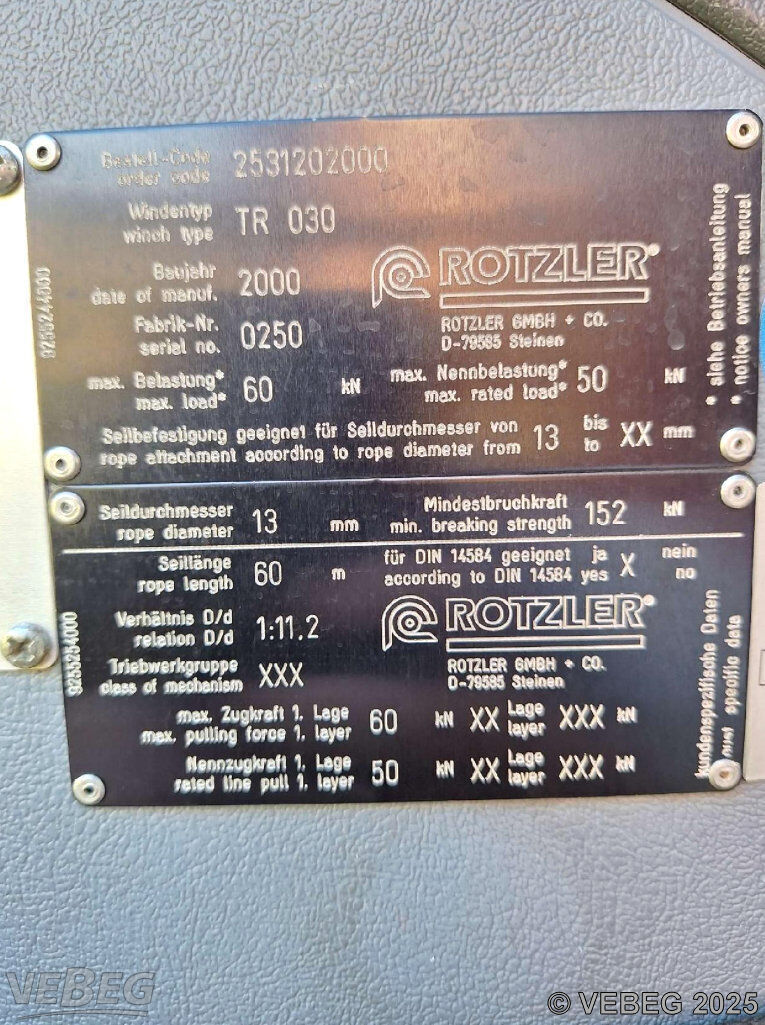 Bestell-Code 2531202000
order code
Windentyp TR 030
winch type
Baujahr 2000
date of manuf.
Fabrik-Nr. 0250
serial no.
ROTZLER
ROTZLER GMBH + CO.
D-79585 Steinen
max. Belastung* 60 kN max. Nennbelastung* 50 kN
max. load* max. rated load*
Seilbefestigung geeignet für Seildurchmesser von 13 bis XX mm
rope attachment according to rope diameter from to
* siehe Betriebsanleitung
* notice owners manual
9255244000
Seildurchmesser 13 mm Mindestbruchkraft 152 kN
rope diameter min. breaking strength
Seillänge 60 m für DIN 14584 geeignet ja X nein
rope length according to DIN 14584 yes no
Verhältnis D/d 1:11.2
relation D/d
ROTZLER
ROTZLER GMBH + CO.
D-79585 Steinen
Triebwerkgruppe XXX
class of mechanism
max. Zugkraft 1. Lage 60 kN XX Lage XXX kN
max. pulling force 1. layer layer
Nennzugkraft 1. Lage 50 kN XX Lage XXX kN
rated line pull 1. layer layer
kundenspezifische Daten
specific data
9255254000
VEBEG
© VEBEG 2025